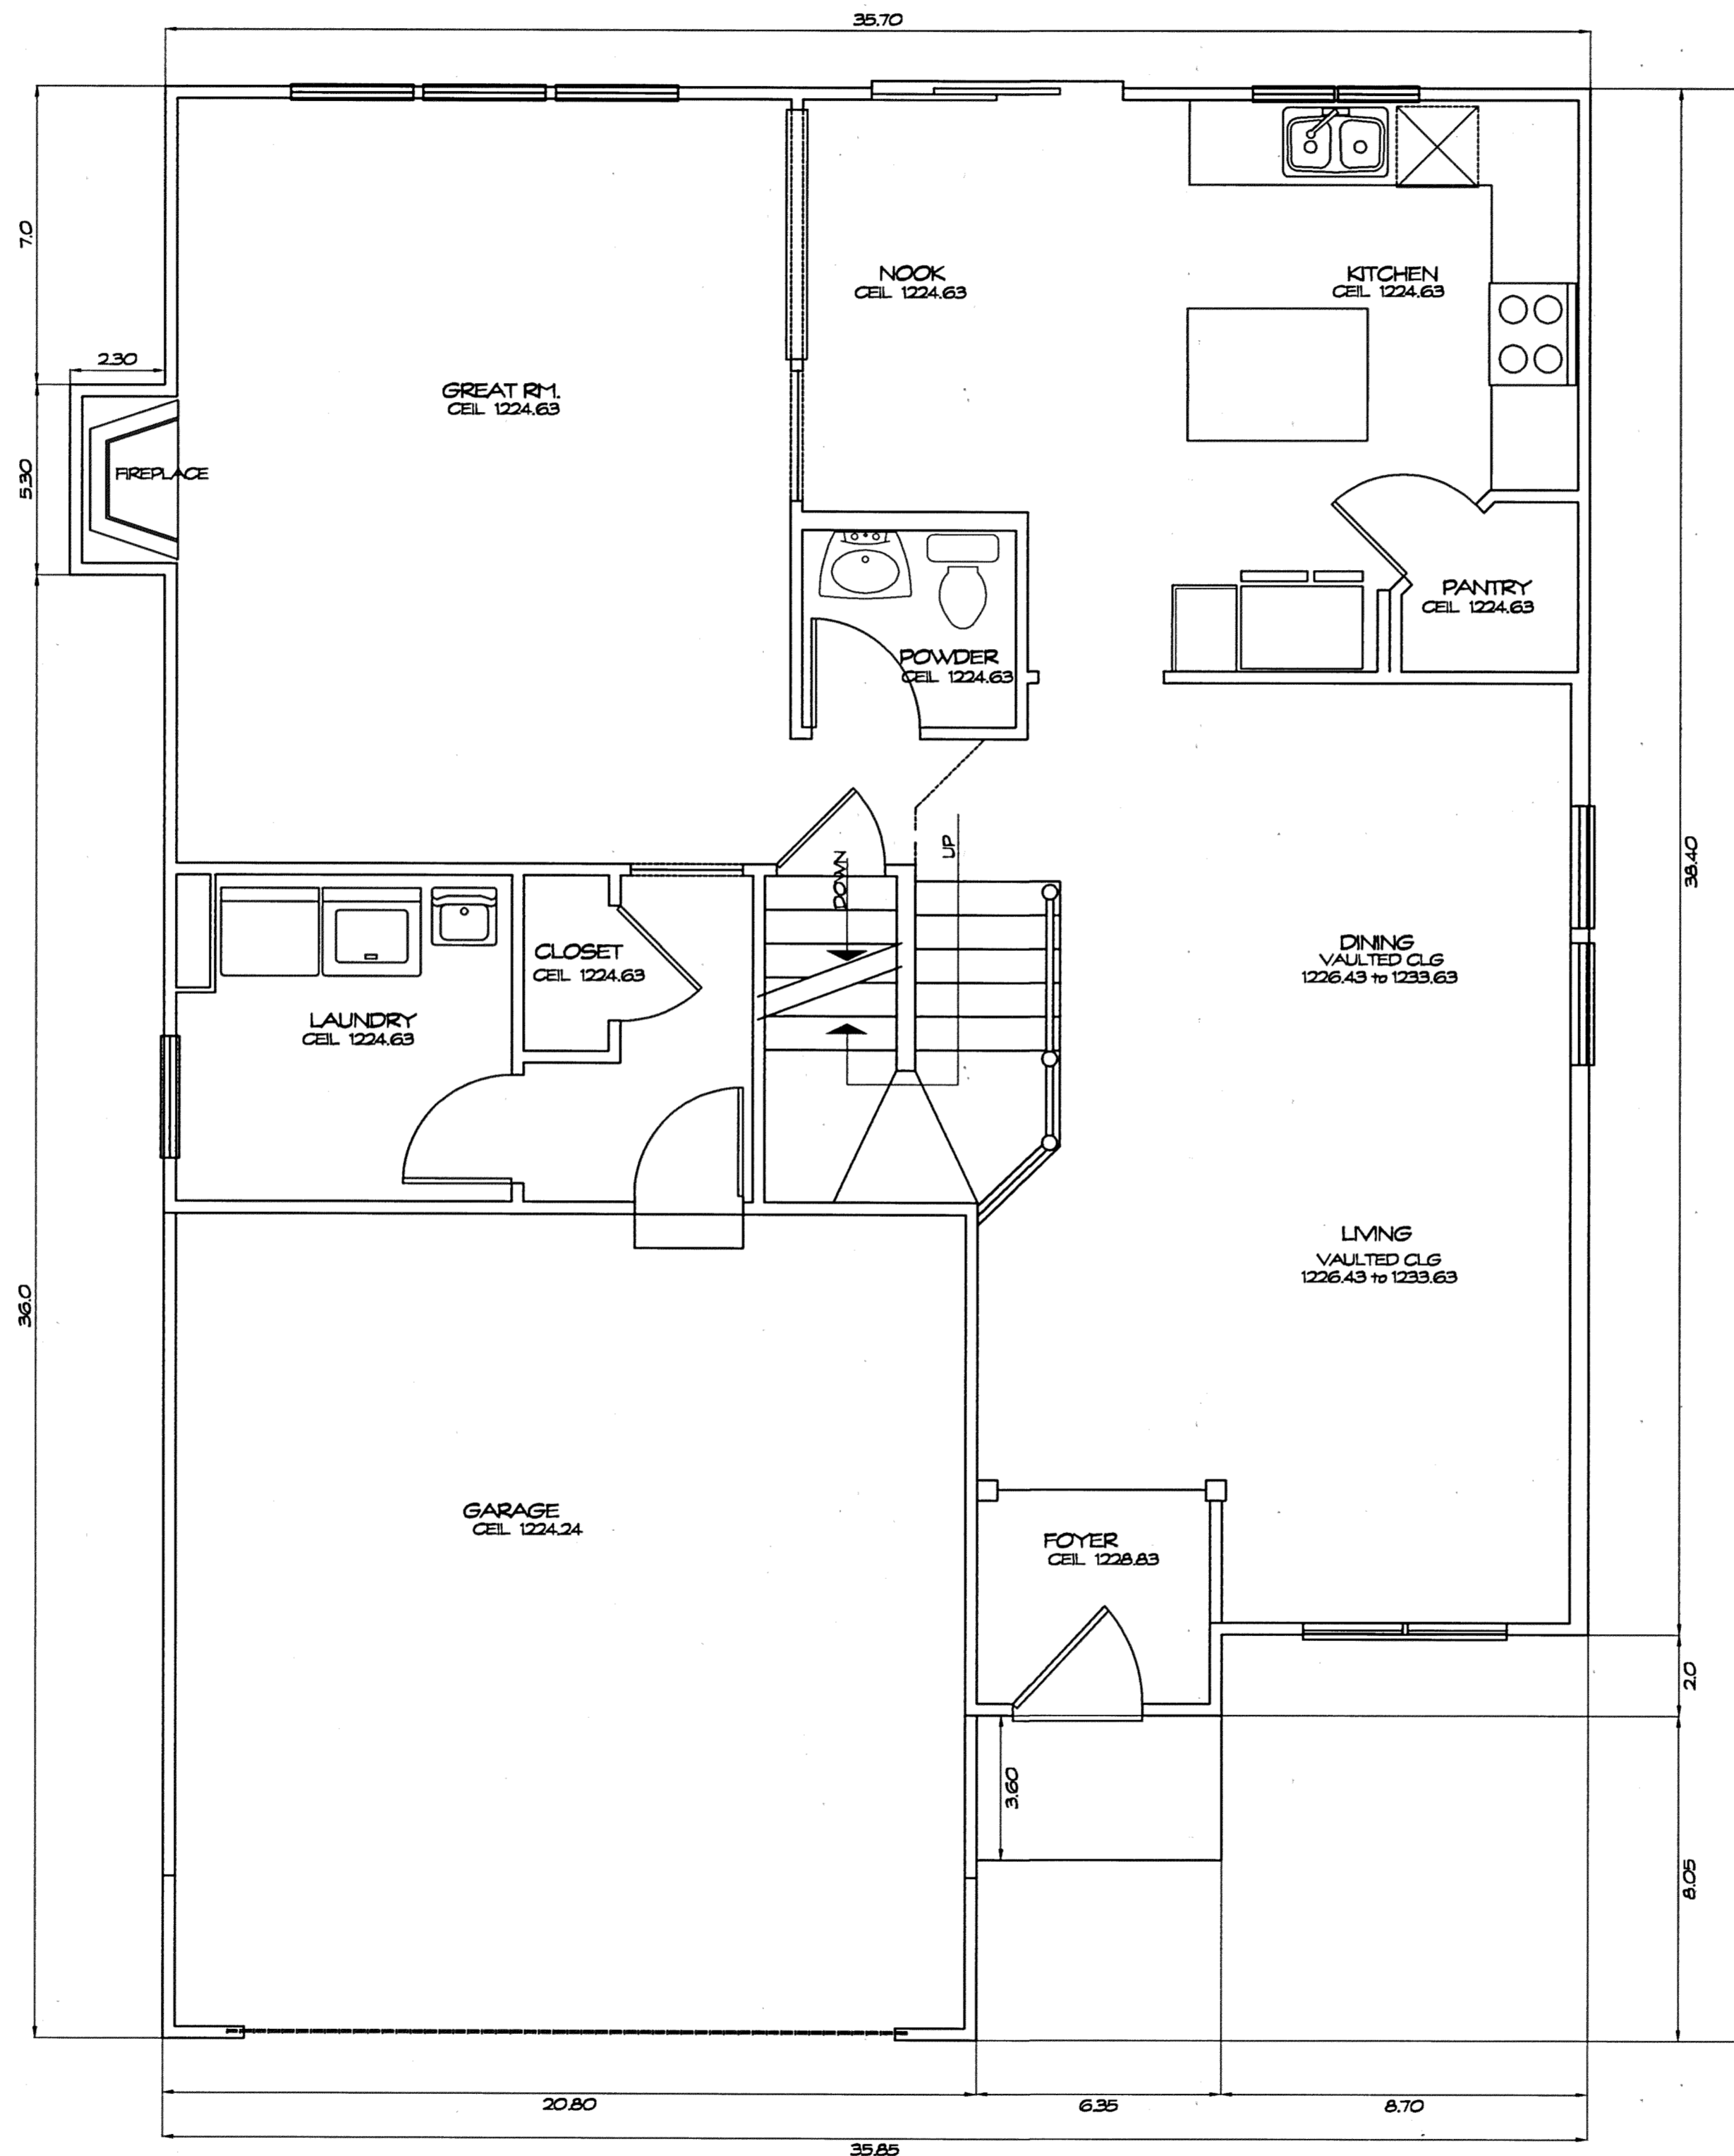 35.70
7.0
NOOK
CEIL 1224.63
KITCHEN
CEIL 1224.63
2.30
GREAT RM.
CEIL 1224.63
5.30
FIREPLACE
PANTRY
CEIL 1224.63
POWDER
CEIL 1224.63
DOWN
UP
38.40
CLOSET
CEIL 1224.63
DINING
VAULTED CLG
1226.43 to 1233.63
LAUNDRY
CEIL 1224.63
LIVING
VAULTED CLG
1226.43 to 1233.63
36.0
GARAGE
CEIL 1224.24
FOYER
CEIL 1228.83
2.0
3.60
8.05
20.80
6.35
8.70
35.85